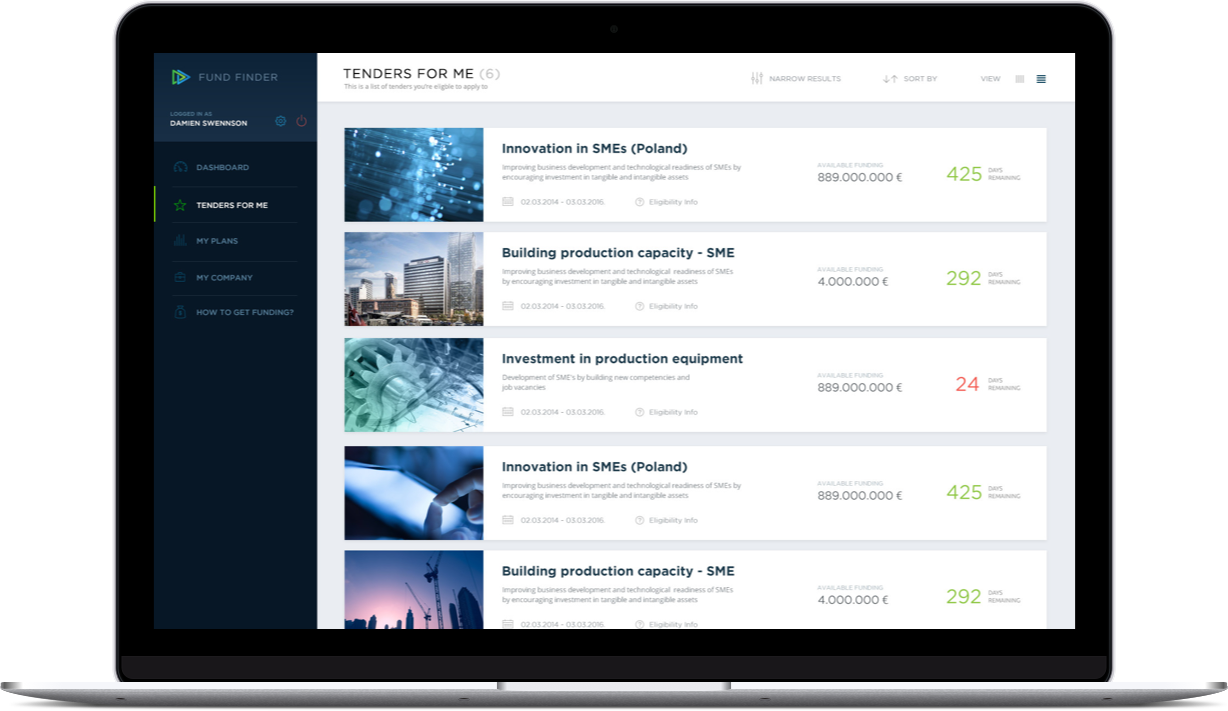 FUND FINDER
LOGGED IN AS
DAMIEN SWENNSON
DASHBOARD
TENDERS FOR ME
MY PLANS
MY COMPANY
HOW TO GET FUNDING?
TENDERS FOR ME (6)
This is a list of tenders you're eligble to apply to
NARROW RESULTS
SORT BY
VIEW
Innovation in SMEs (Poland)
Improving business development and technological readiness of SMEs by
encouraging investment in tangible and intangible assets
02.03.2014 - 03.03.2016.
Eligibility info
AVAILABLE FUNDING
889.000.000 €
425 DAYS
REMAINING
Building production capacity - SME
Improving business development and technological readiness of SMEs
by encouraging investment in tangible and intangible assets
02.03.2014 - 03.03.2016.
Eligibility info
AVAILABLE FUNDING
4.000.000 €
292 DAYS
REMAINING
Investment in production equipment
Development of SME's by building new competencies and
job vacancies
02.03.2014 - 03.03.2016.
Eligibility info
AVAILABLE FUNDING
889.000.000 €
24 DAYS
REMAINING
Innovation in SMEs (Poland)
Improving business development and technological readiness of SMEs by
encouraging investment in tangible and intangible assets
02.03.2014 - 03.03.2016.
Eligibility info
AVAILABLE FUNDING
889.000.000 €
425 DAYS
REMAINING
Building production capacity - SME
Improving business development and technological readiness of SMEs
by encouraging investment in tangible and intangible assets
02.03.2014 - 03.03.2016.
Eligibility info
AVAILABLE FUNDING
4.000.000 €
292 DAYS
REMAINING